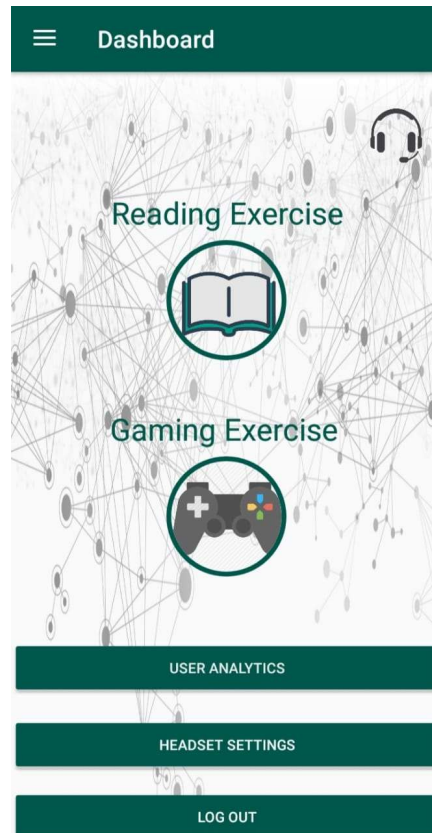 Dashboard
Reading Exercise
Gaming Exercise
USER ANALYTICS
HEADSET SETTINGS
LOG OUT